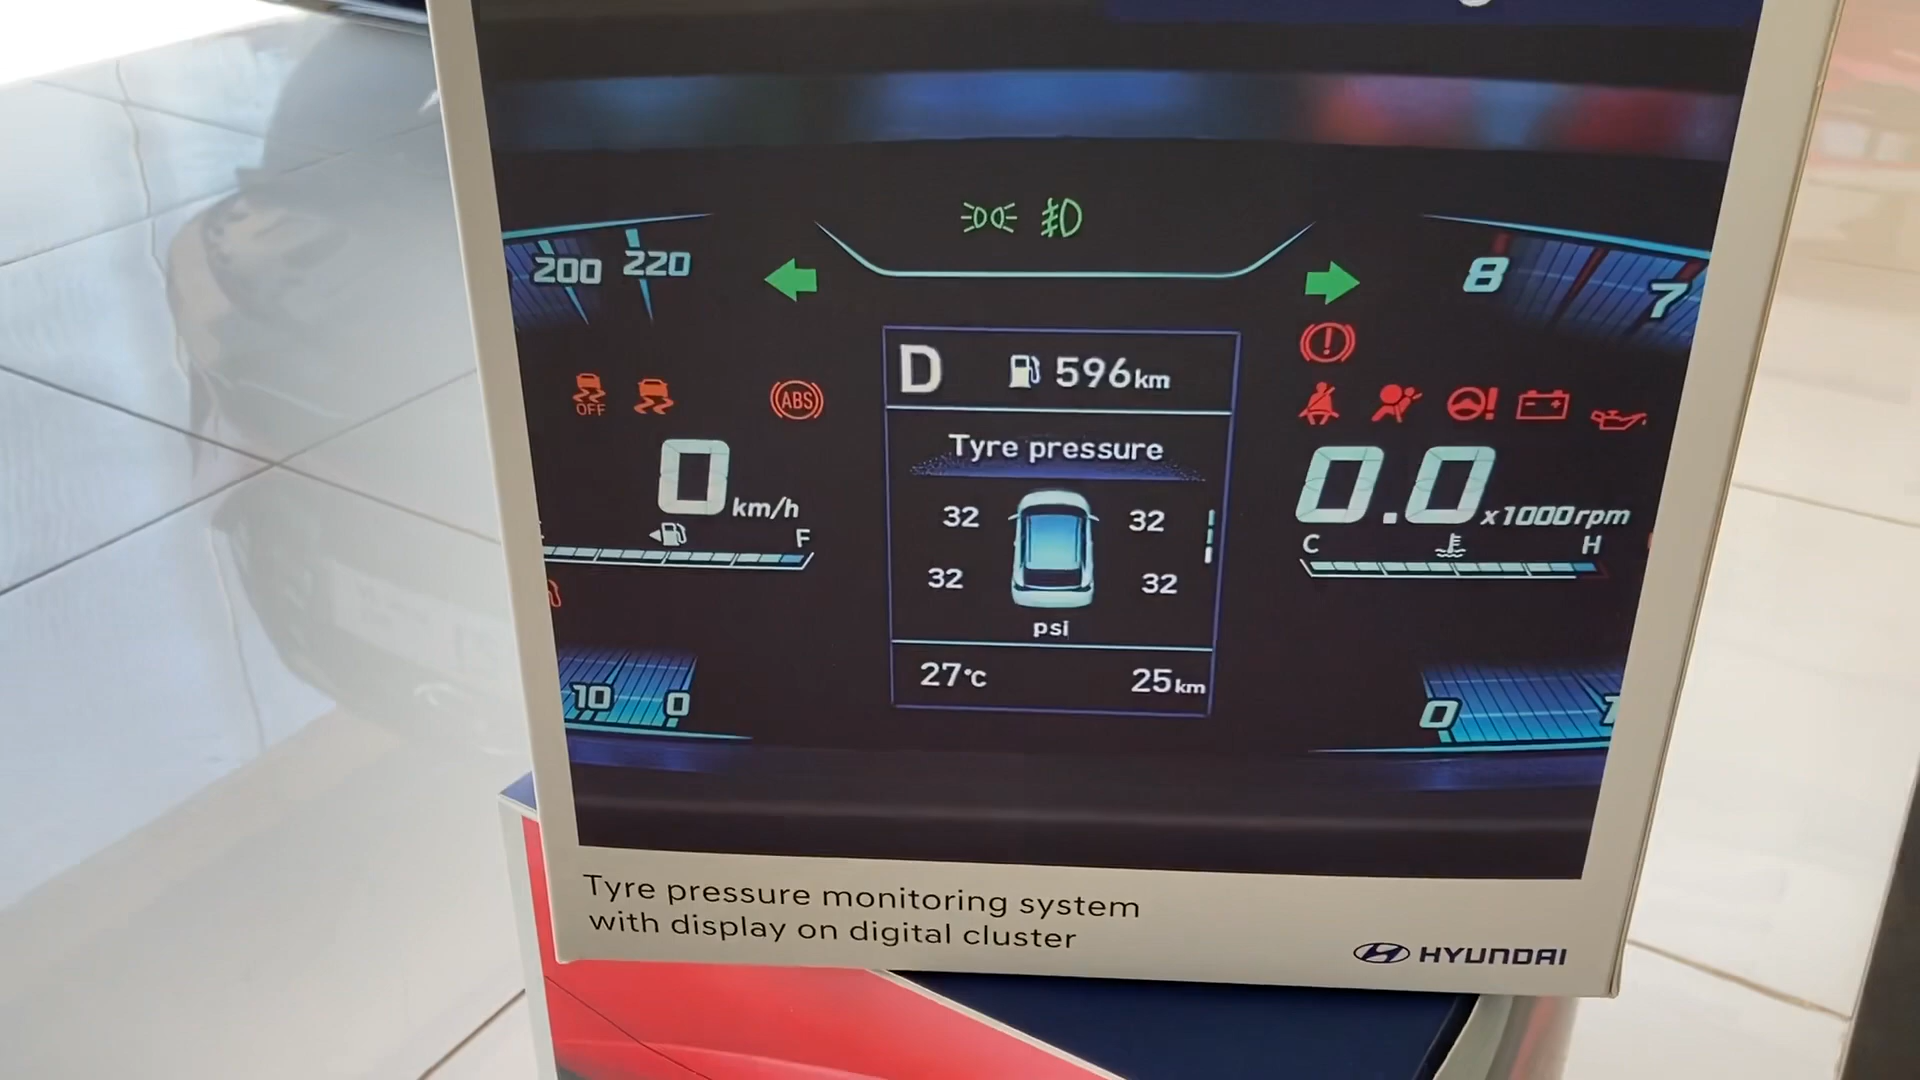 200 220
8
7
OFF
ABS
D 596km
Tyre pressure
0 km/h
0.0 x1000rpm
32 32
32 32
psi
F
C H
27°C 25km
10 0
0
Tyre pressure monitoring system
with display on digital cluster
HYUNDAI